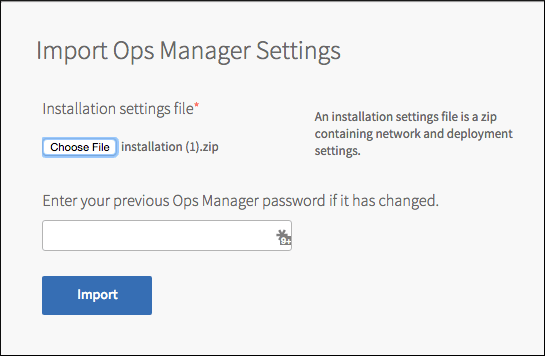 Import Ops Manager Settings
Installation settings file*
An installation settings file is a zip
containing network and deployment
settings.
Choose File installation (1).zip
Enter your previous Ops Manager password if it has changed.
9+
Import